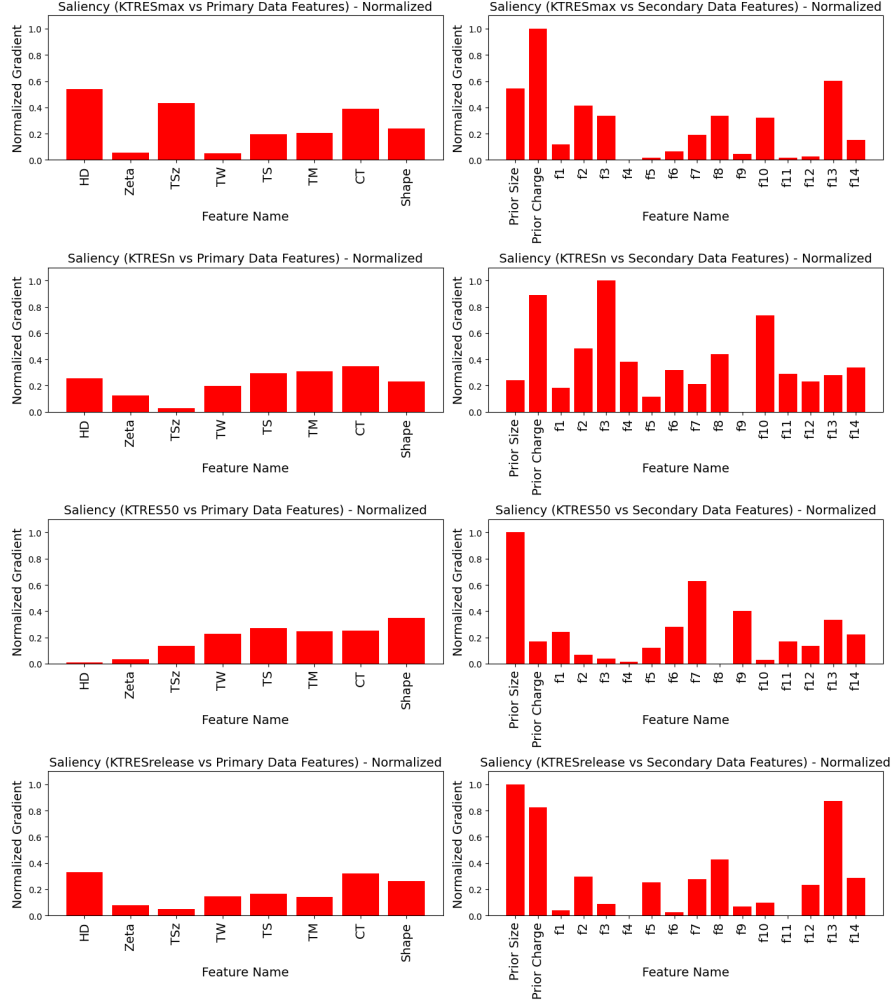 Saliency (KTRESmax vs Primary Data Features) - Normalized
Normalized Gradient
1.0
0.8
0.6
0.4
0.2
0.0
HD
Zeta
TSz
TW
TS
TM
CT
Shape
Feature Name
Saliency (KTRESmax vs Secondary Data Features) - Normalized
Normalized Gradient
1.0
0.8
0.6
0.4
0.2
0.0
Prior Size
Prior Charge
f1
f2
f3
f4
f5
f6
f7
f8
f9
f10
f11
f12
f13
f14
Feature Name
Saliency (KTRESn vs Primary Data Features) - Normalized
Normalized Gradient
1.0
0.8
0.6
0.4
0.2
0.0
HD
Zeta
TSz
TW
TS
TM
CT
Shape
Feature Name
Saliency (KTRESn vs Secondary Data Features) - Normalized
Normalized Gradient
1.0
0.8
0.6
0.4
0.2
0.0
Prior Size
Prior Charge
f1
f2
f3
f4
f5
f6
f7
f8
f9
f10
f11
f12
f13
f14
Feature Name
Saliency (KTRES50 vs Primary Data Features) - Normalized
Normalized Gradient
1.0
0.8
0.6
0.4
0.2
0.0
HD
Zeta
TSz
TW
TS
TM
CT
Shape
Feature Name
Saliency (KTRES50 vs Secondary Data Features) - Normalized
Normalized Gradient
1.0
0.8
0.6
0.4
0.2
0.0
Prior Size
Prior Charge
f1
f2
f3
f4
f5
f6
f7
f8
f9
f10
f11
f12
f13
f14
Feature Name
Saliency (KTRESrelease vs Primary Data Features) - Normalized
Normalized Gradient
1.0
0.8
0.6
0.4
0.2
0.0
HD
Zeta
TSz
TW
TS
TM
CT
Shape
Feature Name
Saliency (KTRESrelease vs Secondary Data Features) - Normalized
Normalized Gradient
1.0
0.8
0.6
0.4
0.2
0.0
Prior Size
Prior Charge
f1
f2
f3
f4
f5
f6
f7
f8
f9
f10
f11
f12
f13
f14
Feature Name